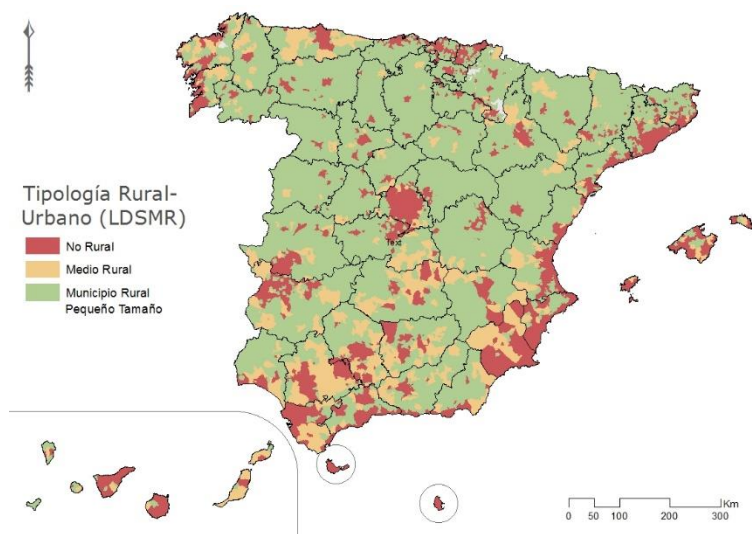 Tipología Rural-
Urbano (LDSMR)
No Rural
Medio Rural
Municipio Rural
Pequeño Tamaño
Text
Km
0 50 100 200 300